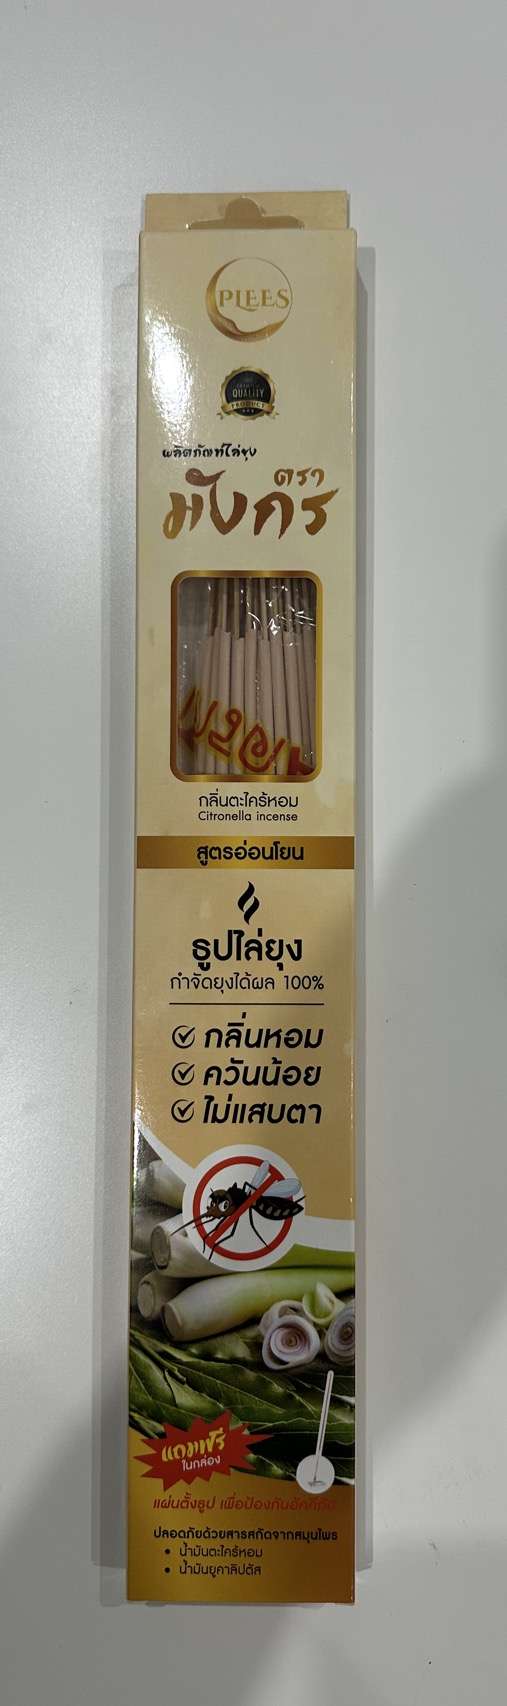 PLEES
QUALITY
PRODUCT
ผลิตภัณฑ์ไล่ยุง
ตรา
มังกร
กลิ่นตะไคร้หอม
Citronella incense
สูตรอ่อนโยน
ธูปไล่ยุง
กำจัดยุงได้ผล 100%
กลิ่นหอม
ควันน้อย
ไม่แสบตา
แถมฟรี
ในกล่อง
แผ่นตั้งธูป เพื่อป้องกันอัคคีภัย
ปลอดภัยด้วยสารสกัดจากสมุนไพร
• น้ำมันตะไคร้หอม
• น้ำมันยูคาลิปตัส